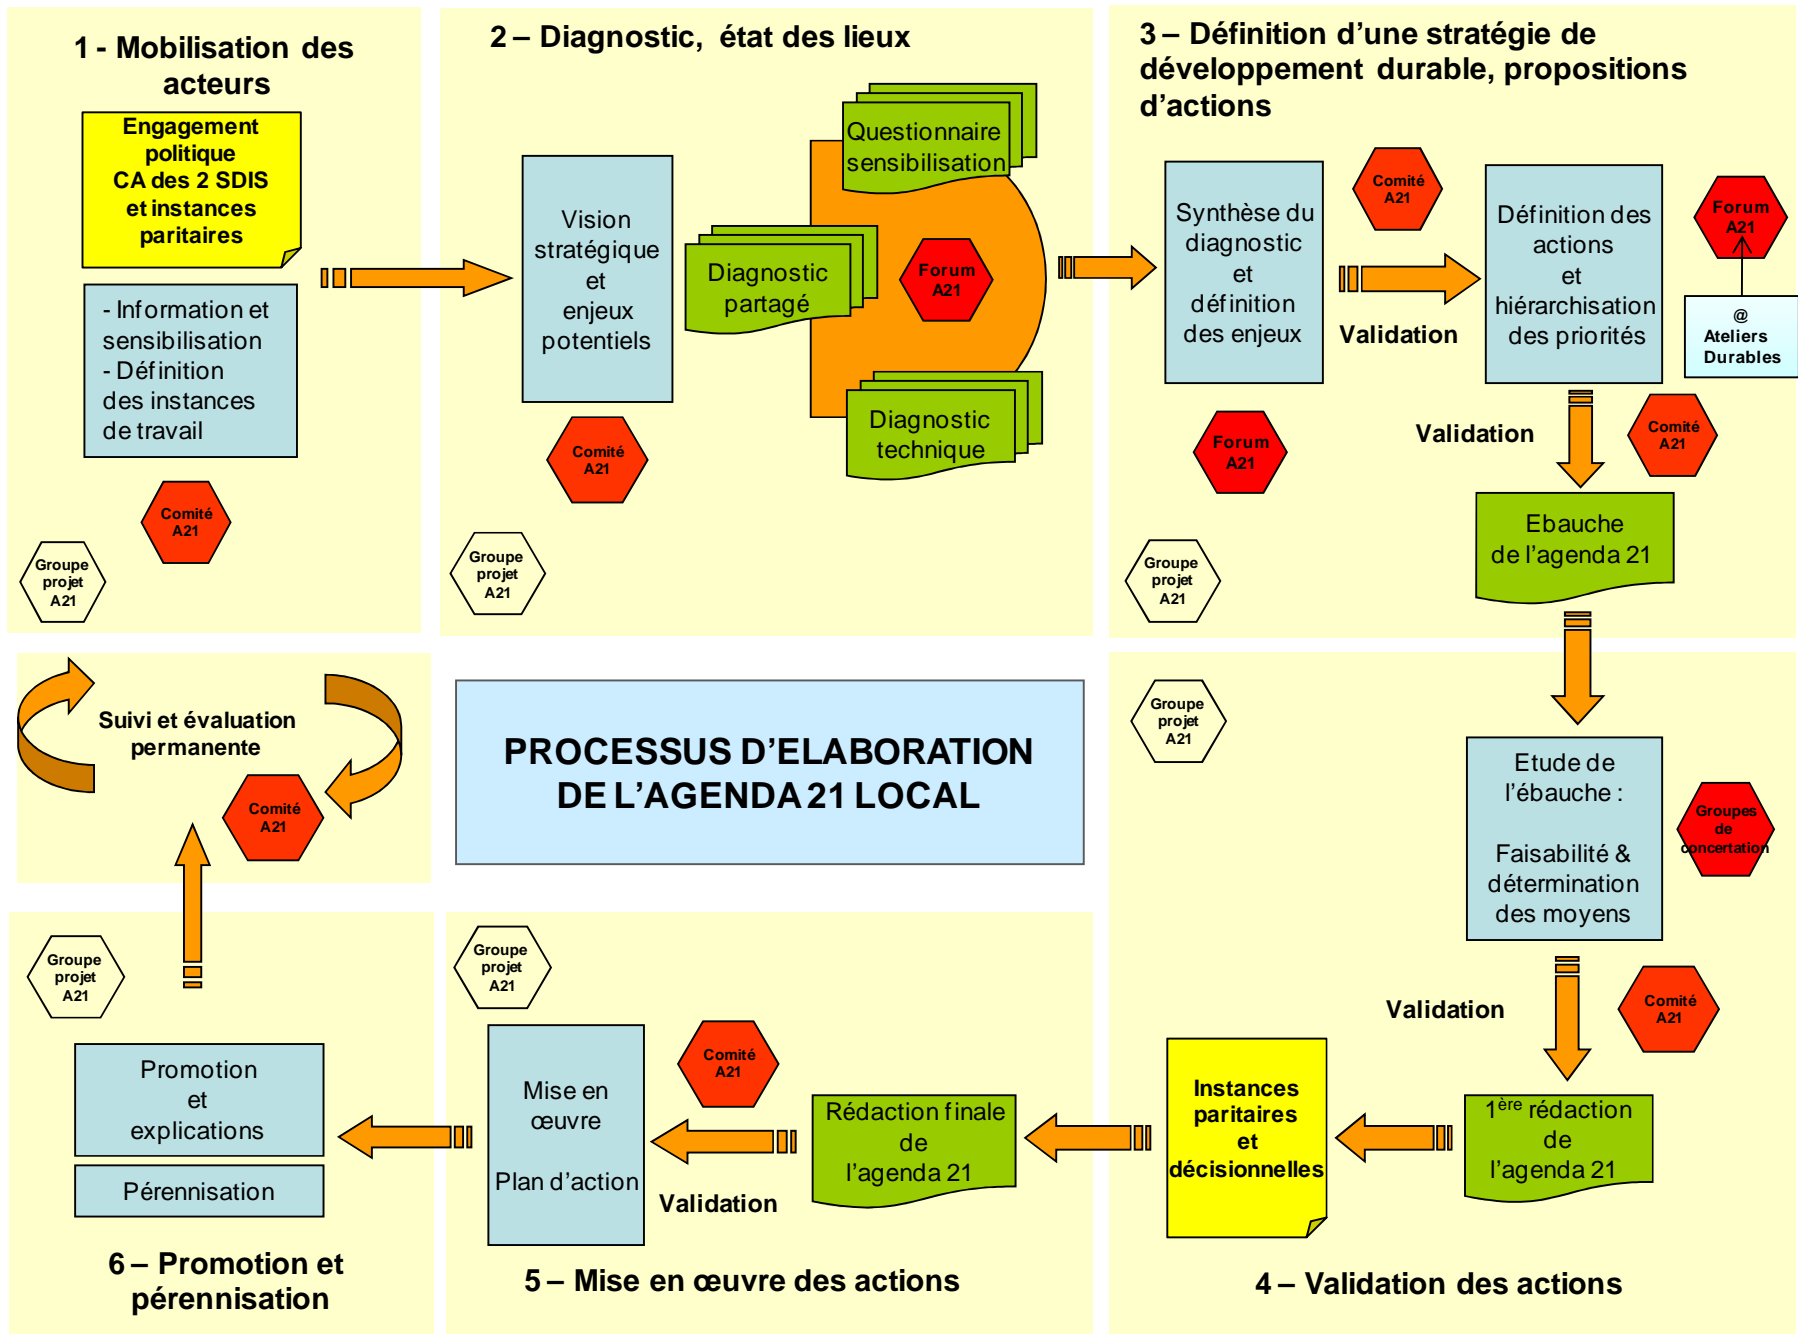 1 - Mobilisation des
acteurs
Engagement
politique
CA des 2 SDIS
et instances
paritaires
- Information et
sensibilisation
- Définition
des instances
de travail
Comité
A21
Groupe
projet
A21
2 – Diagnostic, état des lieux
Vision
stratégique
et
enjeux
potentiels
Comité
A21
Groupe
projet
A21
Questionnaire
sensibilisation
Diagnostic
partagé
Forum
A21
Diagnostic
technique
3 – Définition d’une stratégie de
développement durable, propositions
d’actions
Synthèse du
diagnostic
et
définition
des enjeux
Comité
A21
Validation
Définition des
actions
et
hiérarchisation
des priorités
Forum
A21
@
Ateliers
Durables
Forum
A21
Validation
Comité
A21
Ebauche
de l’agenda 21
Groupe
projet
A21
Suivi et évaluation
permanente
Comité
A21
PROCESSUS D’ELABORATION
DE L’AGENDA 21 LOCAL
Groupe
projet
A21
Etude de
l’ébauche :
Faisabilité &
détermination
des moyens
Groupes
de
concertation
Validation
Comité
A21
1ère rédaction
de
l’agenda 21
Instances
paritaires
et
décisionnelles
4 – Validation des actions
Groupe
projet
A21
Rédaction finale
de
l’agenda 21
Comité
A21
Validation
Mise en
œuvre
Plan d’action
5 – Mise en œuvre des actions
Groupe
projet
A21
Promotion
et
explications
Pérennisation
6 – Promotion et
pérennisation